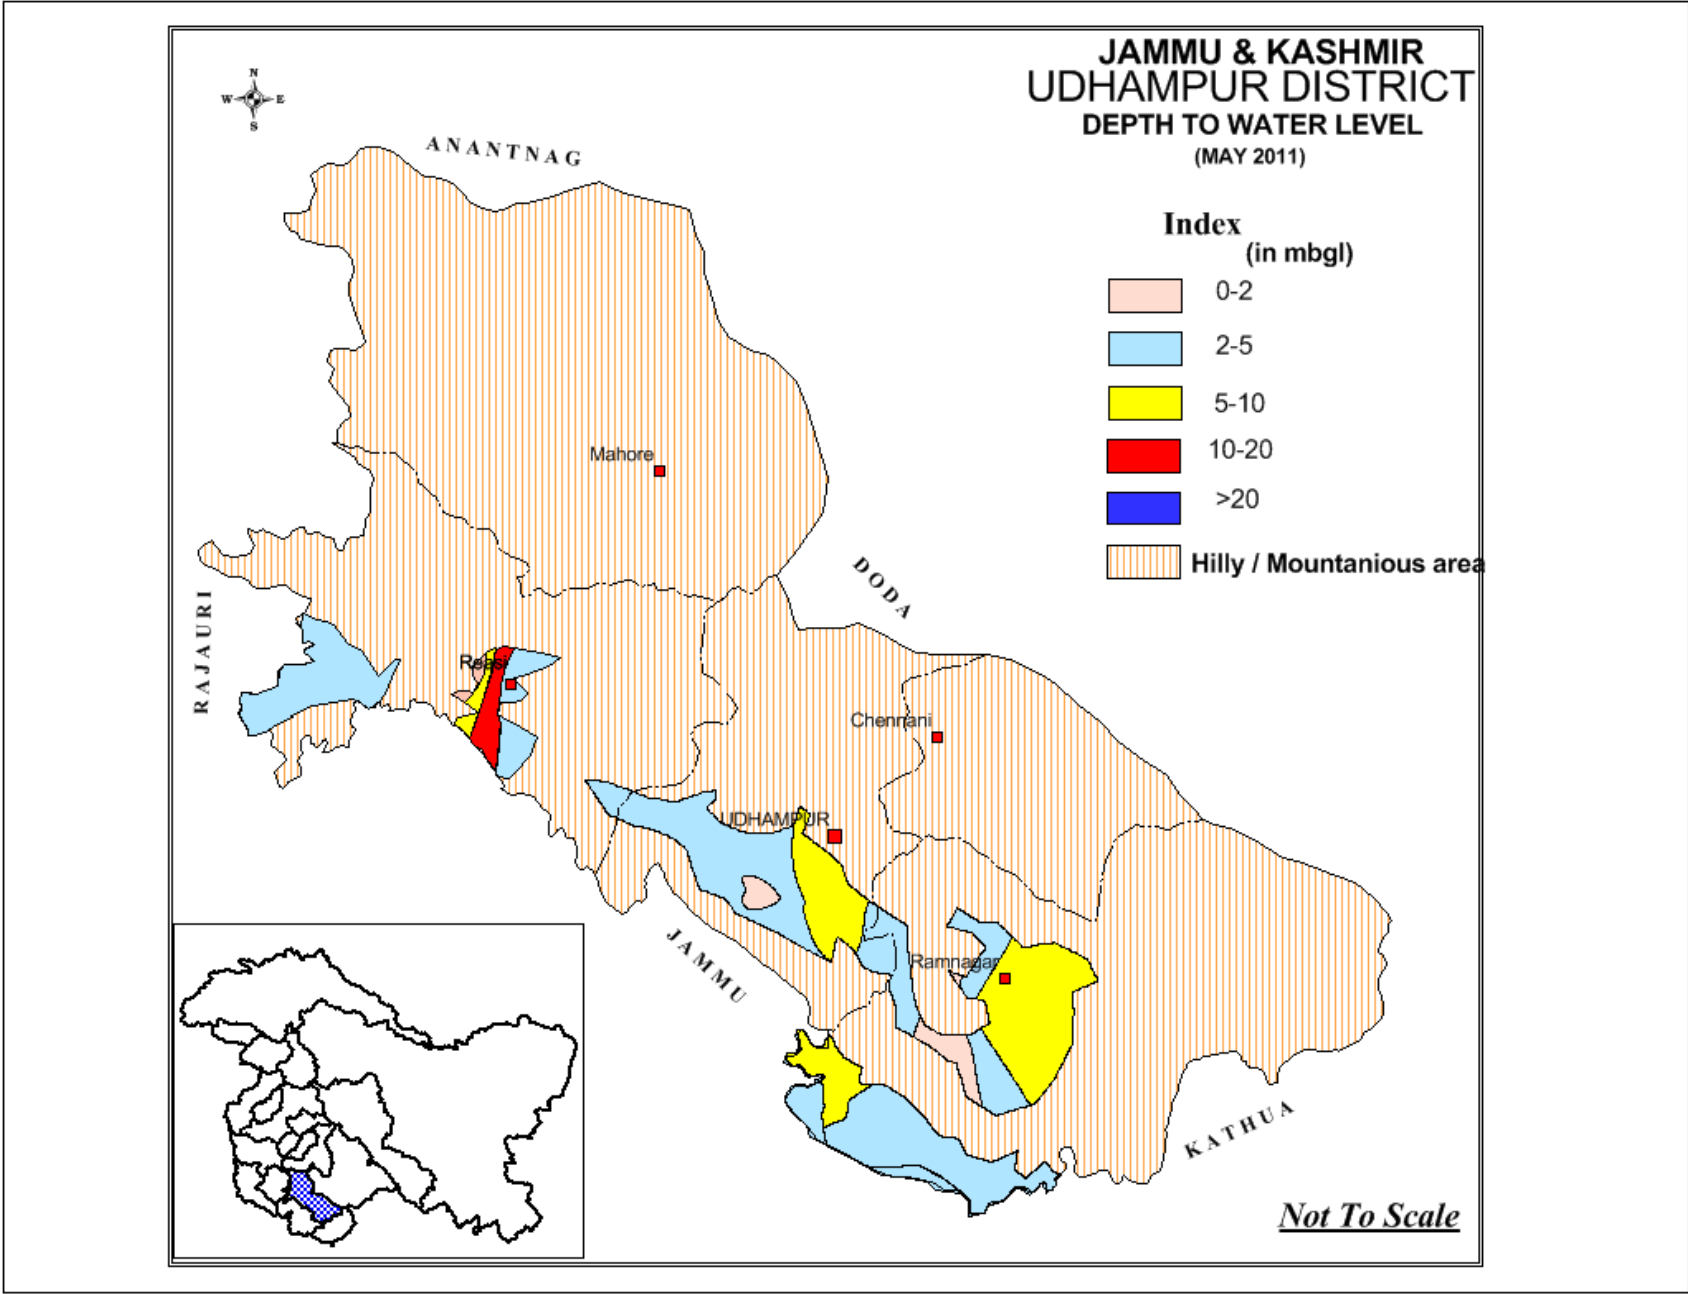 JAMMU & KASHMIR
UDHAMPUR DISTRICT
DEPTH TO WATER LEVEL
(MAY 2011)
N
W E
S
ANANTNAG
Index
(in mbgl)
0-2
2-5
5-10
10-20
>20
Hilly / Mountanious area
Mahore
DODA
RAJAURI
Reasi
Chennani
UDHAMPUR
JAMMU
Ramnagar
KATHUA
Not To Scale